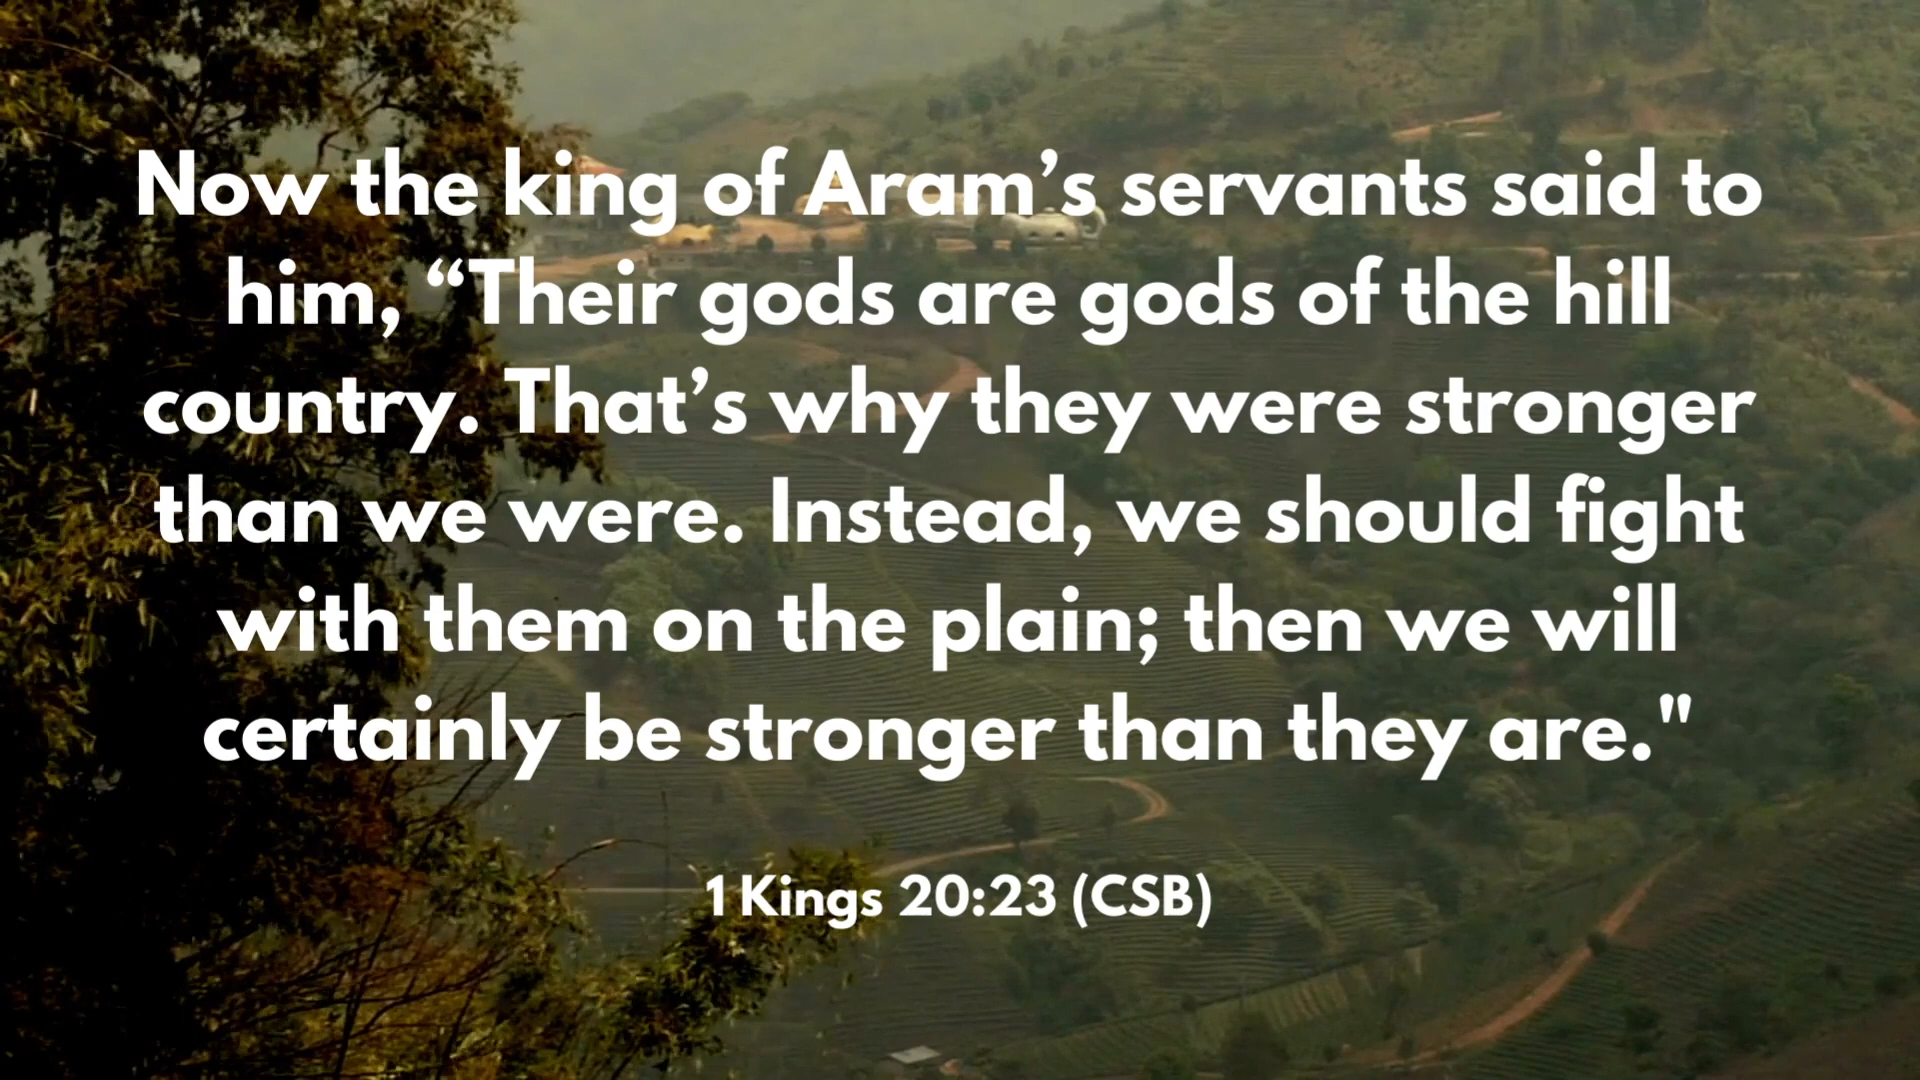 Now the king of Aram’s servants said to
him, “Their gods are gods of the hill
country. That’s why they were stronger
than we were. Instead, we should fight
with them on the plain; then we will
certainly be stronger than they are."
1 Kings 20:23 (CSB)